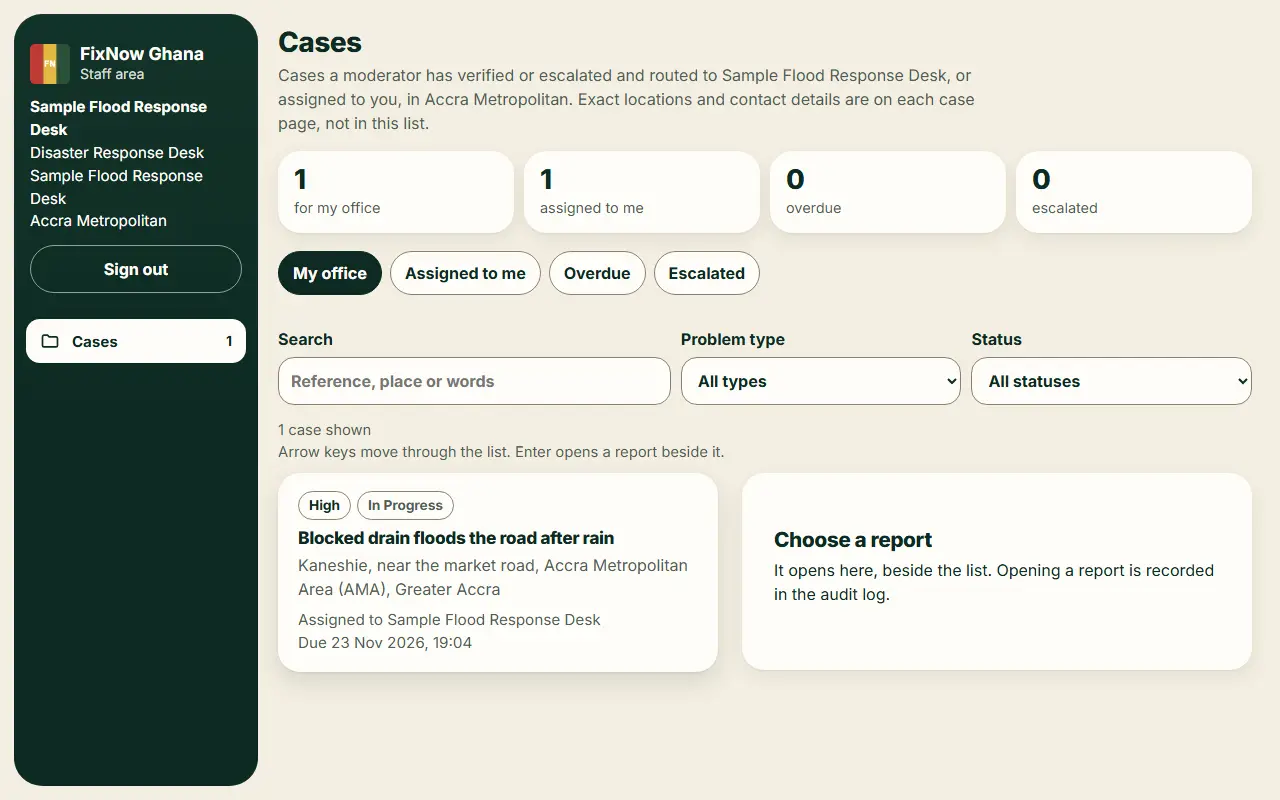 FN
FixNow Ghana
Staff area
Sample Flood Response
Desk
Disaster Response Desk
Sample Flood Response
Desk
Accra Metropolitan
Sign out
Cases 1
Cases
Cases a moderator has verified or escalated and routed to Sample Flood Response Desk, or
assigned to you, in Accra Metropolitan. Exact locations and contact details are on each case
page, not in this list.
1
for my office
1
assigned to me
0
overdue
0
escalated
My office
Assigned to me
Overdue
Escalated
Search
Reference, place or words
Problem type
All types
Status
All statuses
1 case shown
Arrow keys move through the list. Enter opens a report beside it.
High
In Progress
Blocked drain floods the road after rain
Kaneshie, near the market road, Accra Metropolitan
Area (AMA), Greater Accra
Assigned to Sample Flood Response Desk
Due 23 Nov 2026, 19:04
Choose a report
It opens here, beside the list. Opening a report is recorded
in the audit log.